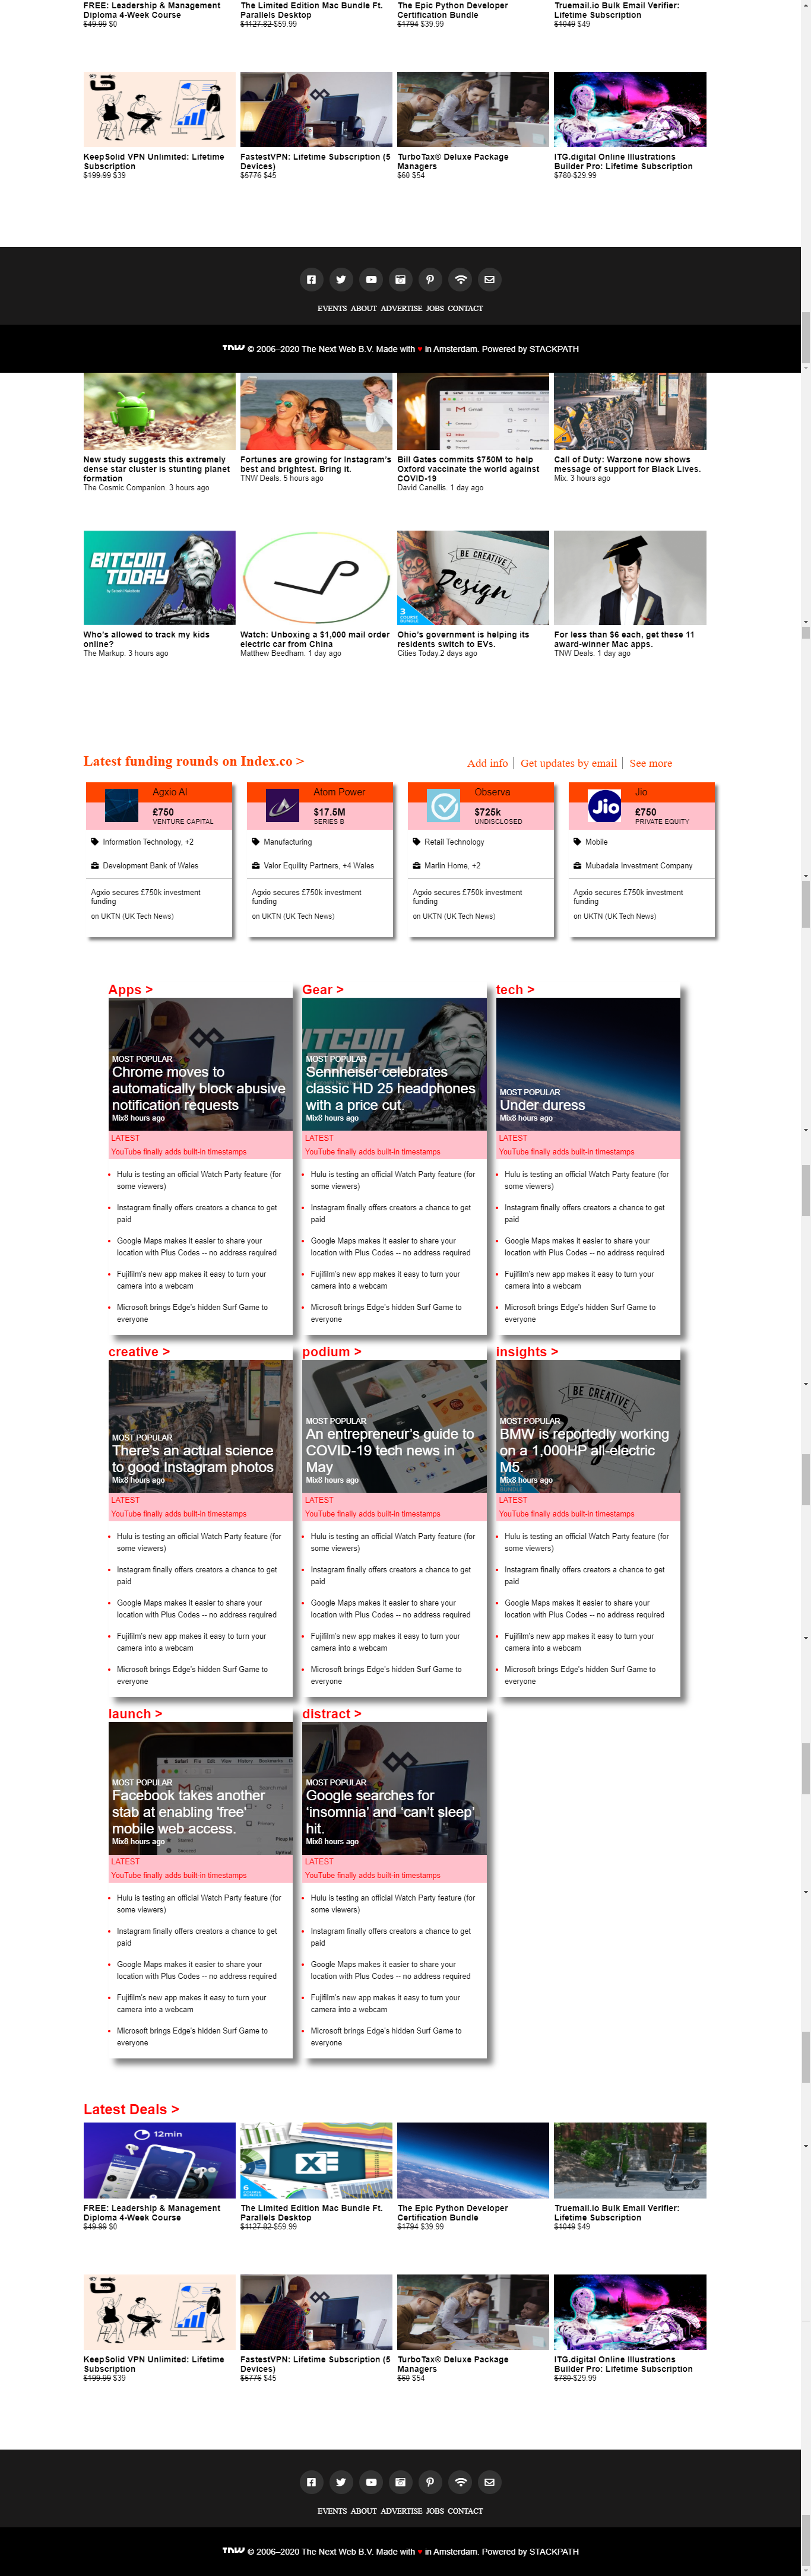 FREE: Leadership & Management
Diploma 4-Week Course
$49.99 $0
The Limited Edition Mac Bundle Ft.
Parallels Desktop
$1127.82 $59.99
The Epic Python Developer
Certification Bundle
$1794 $39.99
Truemail.io Bulk Email Verifier:
Lifetime Subscription
$1049 $49
KeepSolid VPN Unlimited: Lifetime
Subscription
$199.99 $39
FastestVPN: Lifetime Subscription (5
Devices)
$5776 $45
TurboTax® Deluxe Package
Managers
$60 $54
ITG.digital Online Illustrations
Builder Pro: Lifetime Subscription
$780 $29.99
EVENTS ABOUT ADVERTISE JOBS CONTACT
TNW © 2006–2020 The Next Web B.V. Made with ♥ in Amsterdam. Powered by STACKPATH
Gmail
Compose
New study suggests this extremely
dense star cluster is stunting planet
formation
The Cosmic Companion. 3 hours ago
Fortunes are growing for Instagram's
best and brightest. Bring it.
TNW Deals. 5 hours ago
Bill Gates commits $750M to help
Oxford vaccinate the world against
COVID-19
David Canellis. 1 day ago
Call of Duty: Warzone now shows
message of support for Black Lives.
Mix. 3 hours ago
BITCOIN
TODAY
by Satoshi Nakaboto
BE CREATIVE
Design
3
COURSE
BUNDLE
Who's allowed to track my kids
online?
The Markup. 3 hours ago
Watch: Unboxing a $1,000 mail order
electric car from China
Matthew Beedham. 1 day ago
Ohio's government is helping its
residents switch to EVs.
Cities Today.2 days ago
For less than $6 each, get these 11
award-winner Mac apps.
TNW Deals. 1 day ago
Latest funding rounds on Index.co >
Add info | Get updates by email | See more
Agxio AI
£750
VENTURE CAPITAL
Information Technology, +2
Development Bank of Wales
Agxio secures £750k investment
funding
on UKTN (UK Tech News)
Atom Power
$17.5M
SERIES B
Manufacturing
Valor Equility Partners, +4 Wales
Agxio secures £750k investment
funding
on UKTN (UK Tech News)
Observa
$725k
UNDISCLOSED
Retail Technology
Marlin Home, +2
Agxio secures £750k investment
funding
on UKTN (UK Tech News)
Jio
Jio
£750
PRIVATE EQUITY
Mobile
Mubadala Investment Company
Agxio secures £750k investment
funding
on UKTN (UK Tech News)
Apps >
MOST POPULAR
Chrome moves to
automatically block abusive
notification requests
Mix8 hours ago
LATEST
YouTube finally adds built-in timestamps
Hulu is testing an official Watch Party feature (for
some viewers)
Instagram finally offers creators a chance to get
paid
Google Maps makes it easier to share your
location with Plus Codes -- no address required
Fujifilm's new app makes it easy to turn your
camera into a webcam
Microsoft brings Edge's hidden Surf Game to
everyone
Gear >
BITCOIN
TODAY
MOST POPULAR
Sennheiser celebrates
classic HD 25 headphones
with a price cut.
Mix8 hours ago
LATEST
YouTube finally adds built-in timestamps
Hulu is testing an official Watch Party feature (for
some viewers)
Instagram finally offers creators a chance to get
paid
Google Maps makes it easier to share your
location with Plus Codes -- no address required
Fujifilm's new app makes it easy to turn your
camera into a webcam
Microsoft brings Edge's hidden Surf Game to
everyone
tech >
MOST POPULAR
Under duress
Mix8 hours ago
LATEST
YouTube finally adds built-in timestamps
Hulu is testing an official Watch Party feature (for
some viewers)
Instagram finally offers creators a chance to get
paid
Google Maps makes it easier to share your
location with Plus Codes -- no address required
Fujifilm's new app makes it easy to turn your
camera into a webcam
Microsoft brings Edge's hidden Surf Game to
everyone
creative >
MOST POPULAR
There's an actual science
to good Instagram photos
Mix8 hours ago
LATEST
YouTube finally adds built-in timestamps
Hulu is testing an official Watch Party feature (for
some viewers)
Instagram finally offers creators a chance to get
paid
Google Maps makes it easier to share your
location with Plus Codes -- no address required
Fujifilm's new app makes it easy to turn your
camera into a webcam
Microsoft brings Edge's hidden Surf Game to
everyone
podium >
MOST POPULAR
An entrepreneur's guide to
COVID-19 tech news in
May
Mix8 hours ago
LATEST
YouTube finally adds built-in timestamps
Hulu is testing an official Watch Party feature (for
some viewers)
Instagram finally offers creators a chance to get
paid
Google Maps makes it easier to share your
location with Plus Codes -- no address required
Fujifilm's new app makes it easy to turn your
camera into a webcam
Microsoft brings Edge's hidden Surf Game to
everyone
insights >
BE CREATIVE
MOST POPULAR
BMW is reportedly working
on a 1,000HP all-electric
M5.
Mix8 hours ago
LATEST
YouTube finally adds built-in timestamps
Hulu is testing an official Watch Party feature (for
some viewers)
Instagram finally offers creators a chance to get
paid
Google Maps makes it easier to share your
location with Plus Codes -- no address required
Fujifilm's new app makes it easy to turn your
camera into a webcam
Microsoft brings Edge's hidden Surf Game to
everyone
launch >
MOST POPULAR
Gmail
Facebook takes another
stab at enabling 'free'
mobile web access.
Mix8 hours ago
LATEST
YouTube finally adds built-in timestamps
Hulu is testing an official Watch Party feature (for
some viewers)
Instagram finally offers creators a chance to get
paid
Google Maps makes it easier to share your
location with Plus Codes -- no address required
Fujifilm's new app makes it easy to turn your
camera into a webcam
Microsoft brings Edge's hidden Surf Game to
everyone
distract >
MOST POPULAR
Google searches for
'insomnia' and 'can't sleep'
hit.
Mix8 hours ago
LATEST
YouTube finally adds built-in timestamps
Hulu is testing an official Watch Party feature (for
some viewers)
Instagram finally offers creators a chance to get
paid
Google Maps makes it easier to share your
location with Plus Codes -- no address required
Fujifilm's new app makes it easy to turn your
camera into a webcam
Microsoft brings Edge's hidden Surf Game to
everyone
Latest Deals >
12min
FREE: Leadership & Management
Diploma 4-Week Course
$49.99 $0
The Limited Edition Mac Bundle Ft.
Parallels Desktop
$1127.82 $59.99
The Epic Python Developer
Certification Bundle
$1794 $39.99
Truemail.io Bulk Email Verifier:
Lifetime Subscription
$1049 $49
KeepSolid VPN Unlimited: Lifetime
Subscription
$199.99 $39
FastestVPN: Lifetime Subscription (5
Devices)
$5776 $45
TurboTax® Deluxe Package
Managers
$60 $54
ITG.digital Online Illustrations
Builder Pro: Lifetime Subscription
$780 $29.99
EVENTS ABOUT ADVERTISE JOBS CONTACT
TNW © 2006–2020 The Next Web B.V. Made with ♥ in Amsterdam. Powered by STACKPATH